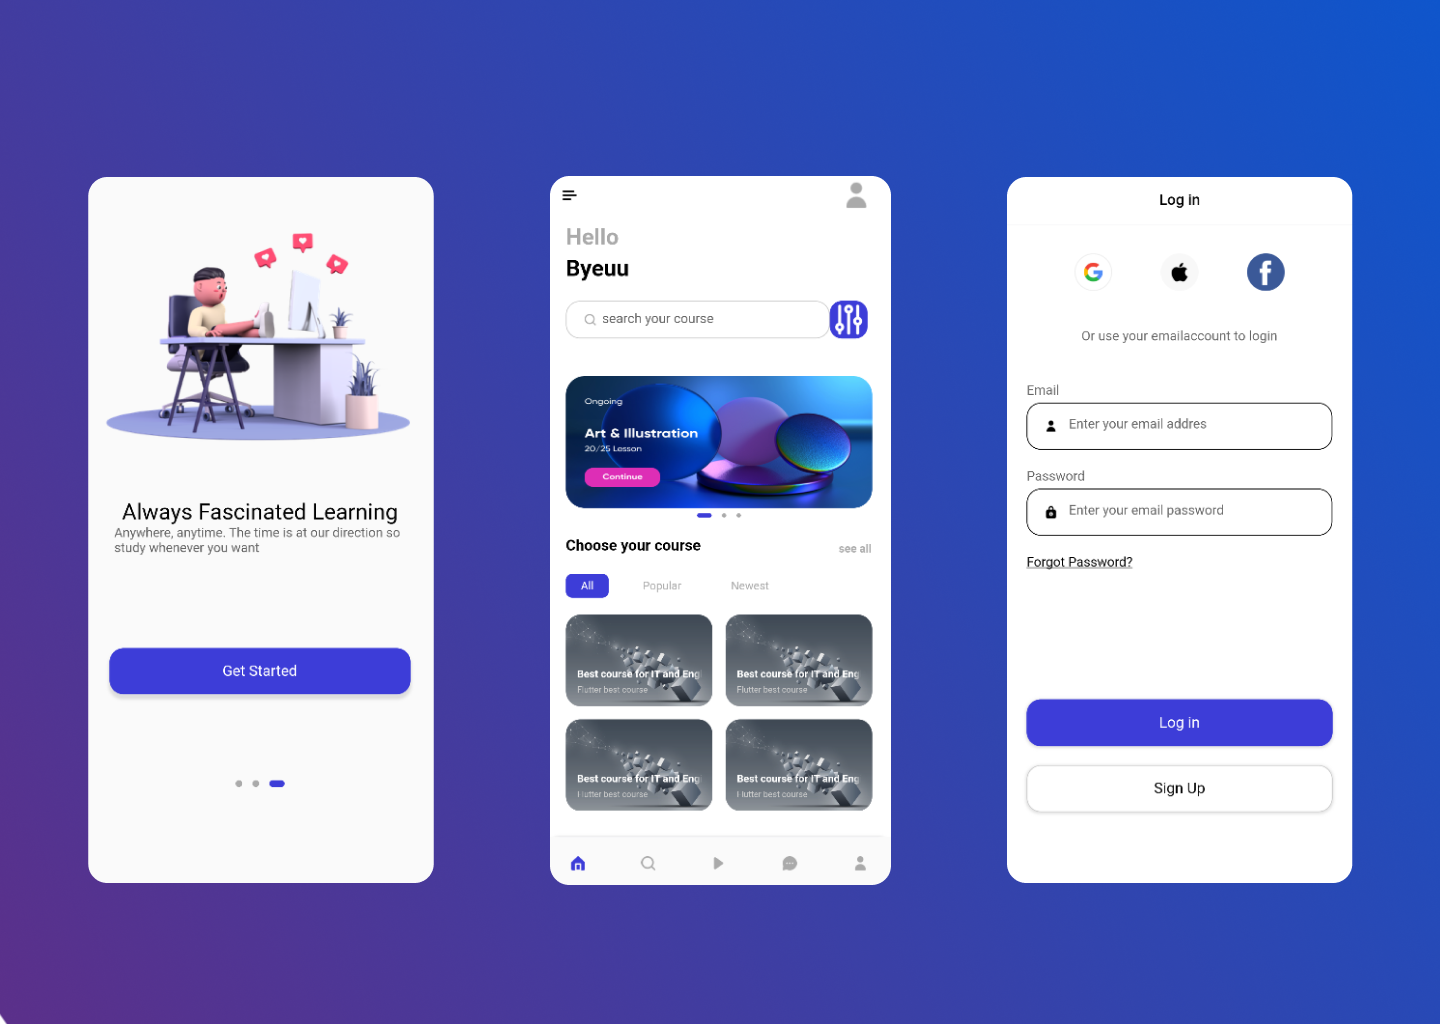 Always Fascinated Learning
Anywhere, anytime. The time is at our direction so
study whenever you want
Get Started
Hello
Byeuu
search your course
Ongoing
Art & Illustration
20/25 Lesson
Continue
Choose your course
see all
All
Popular
Newest
Best course for IT and Eng
Flutter best course
Best course for IT and Eng
Flutter best course
Best course for IT and Eng
Flutter best course
Best course for IT and Eng
Flutter best course
Log in
Or use your emailaccount to login
Email
Enter your email addres
Password
Enter your email password
Forgot Password?
Log in
Sign Up